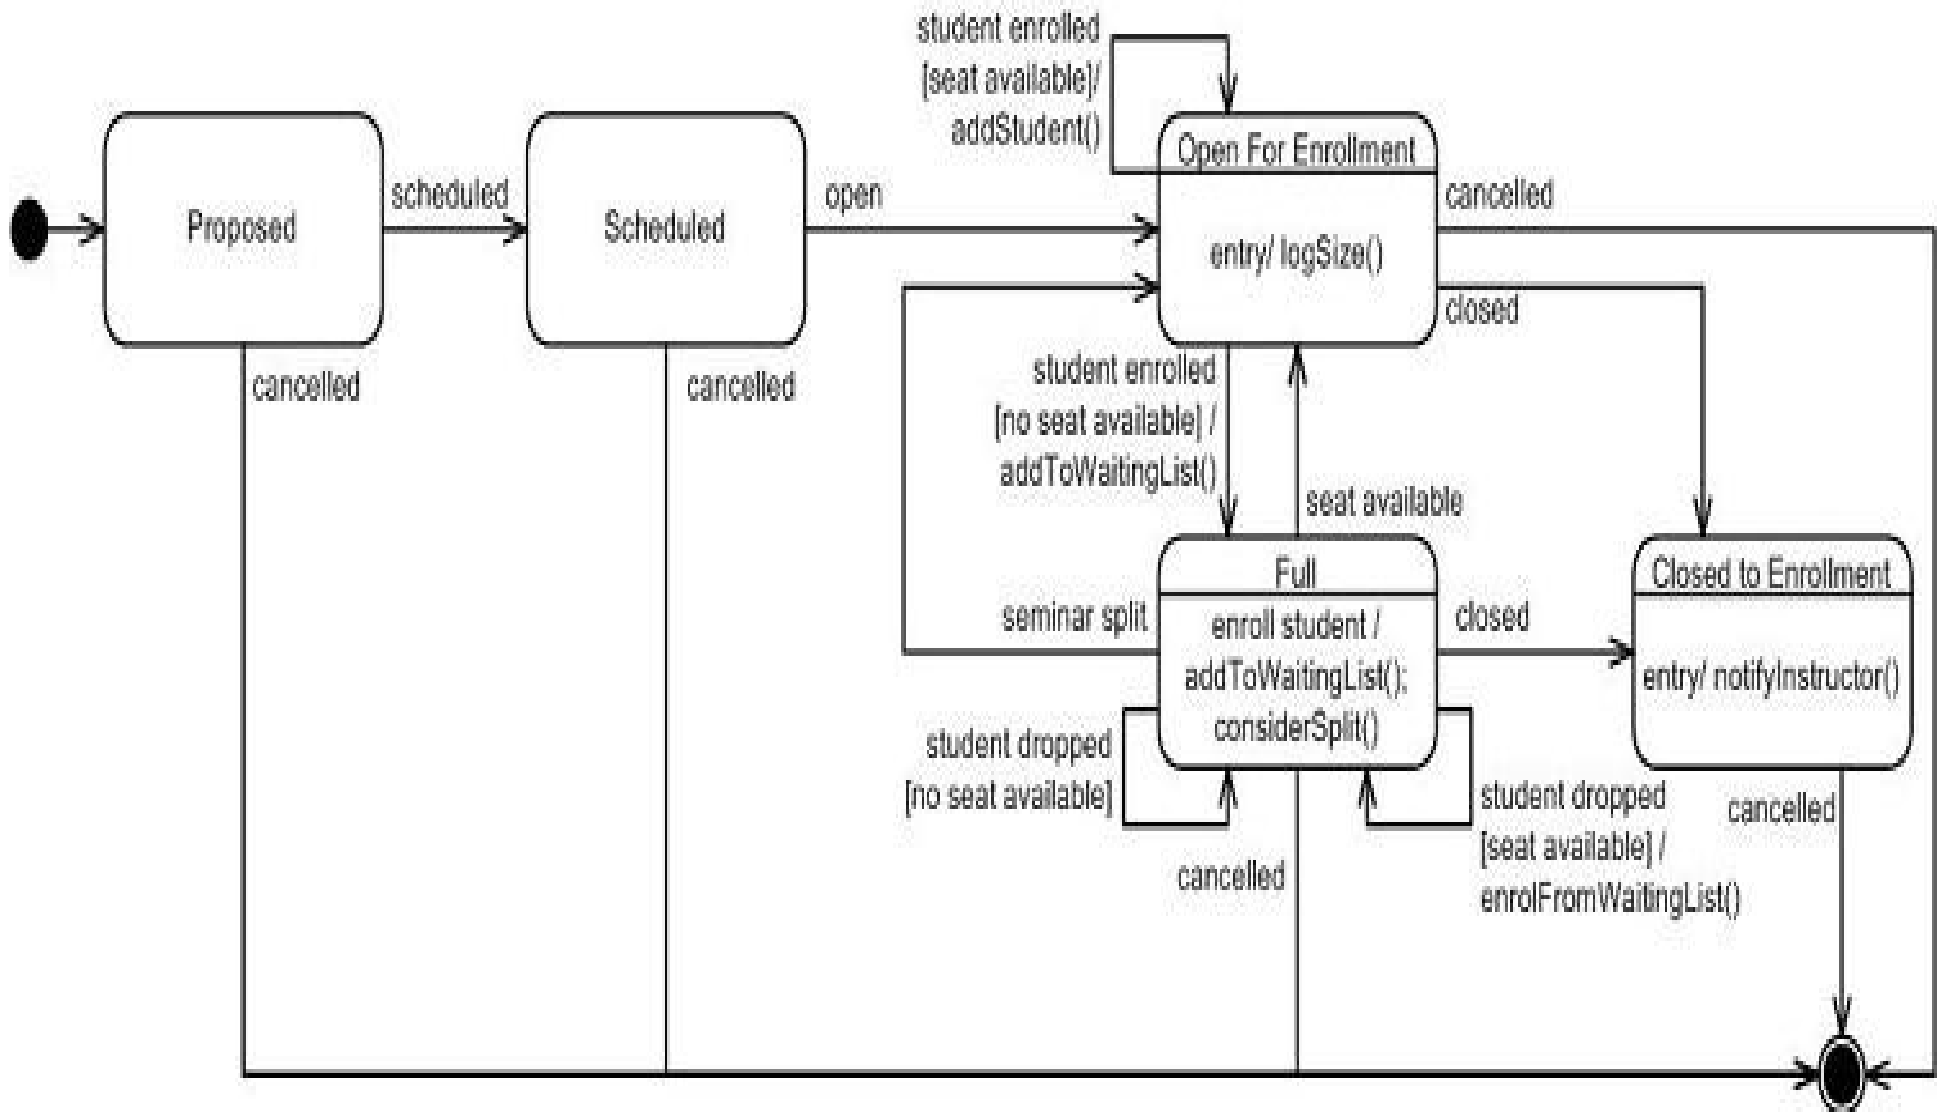 student enrolled
[seat available]/
addStudent()
Open For Enrollment
entry/ logSize()
Proposed
scheduled
Scheduled
open
cancelled
closed
cancelled
cancelled
student enrolled
[no seat available] /
addToWaitingList()
seat available
Full
enroll student /
addToWaitingList();
considerSplit()
seminar split
closed
Closed to Enrollment
entry/ notifyInstructor()
student dropped
[no seat available]
student dropped
[seat available] /
enrolFromWaitingList()
cancelled
cancelled